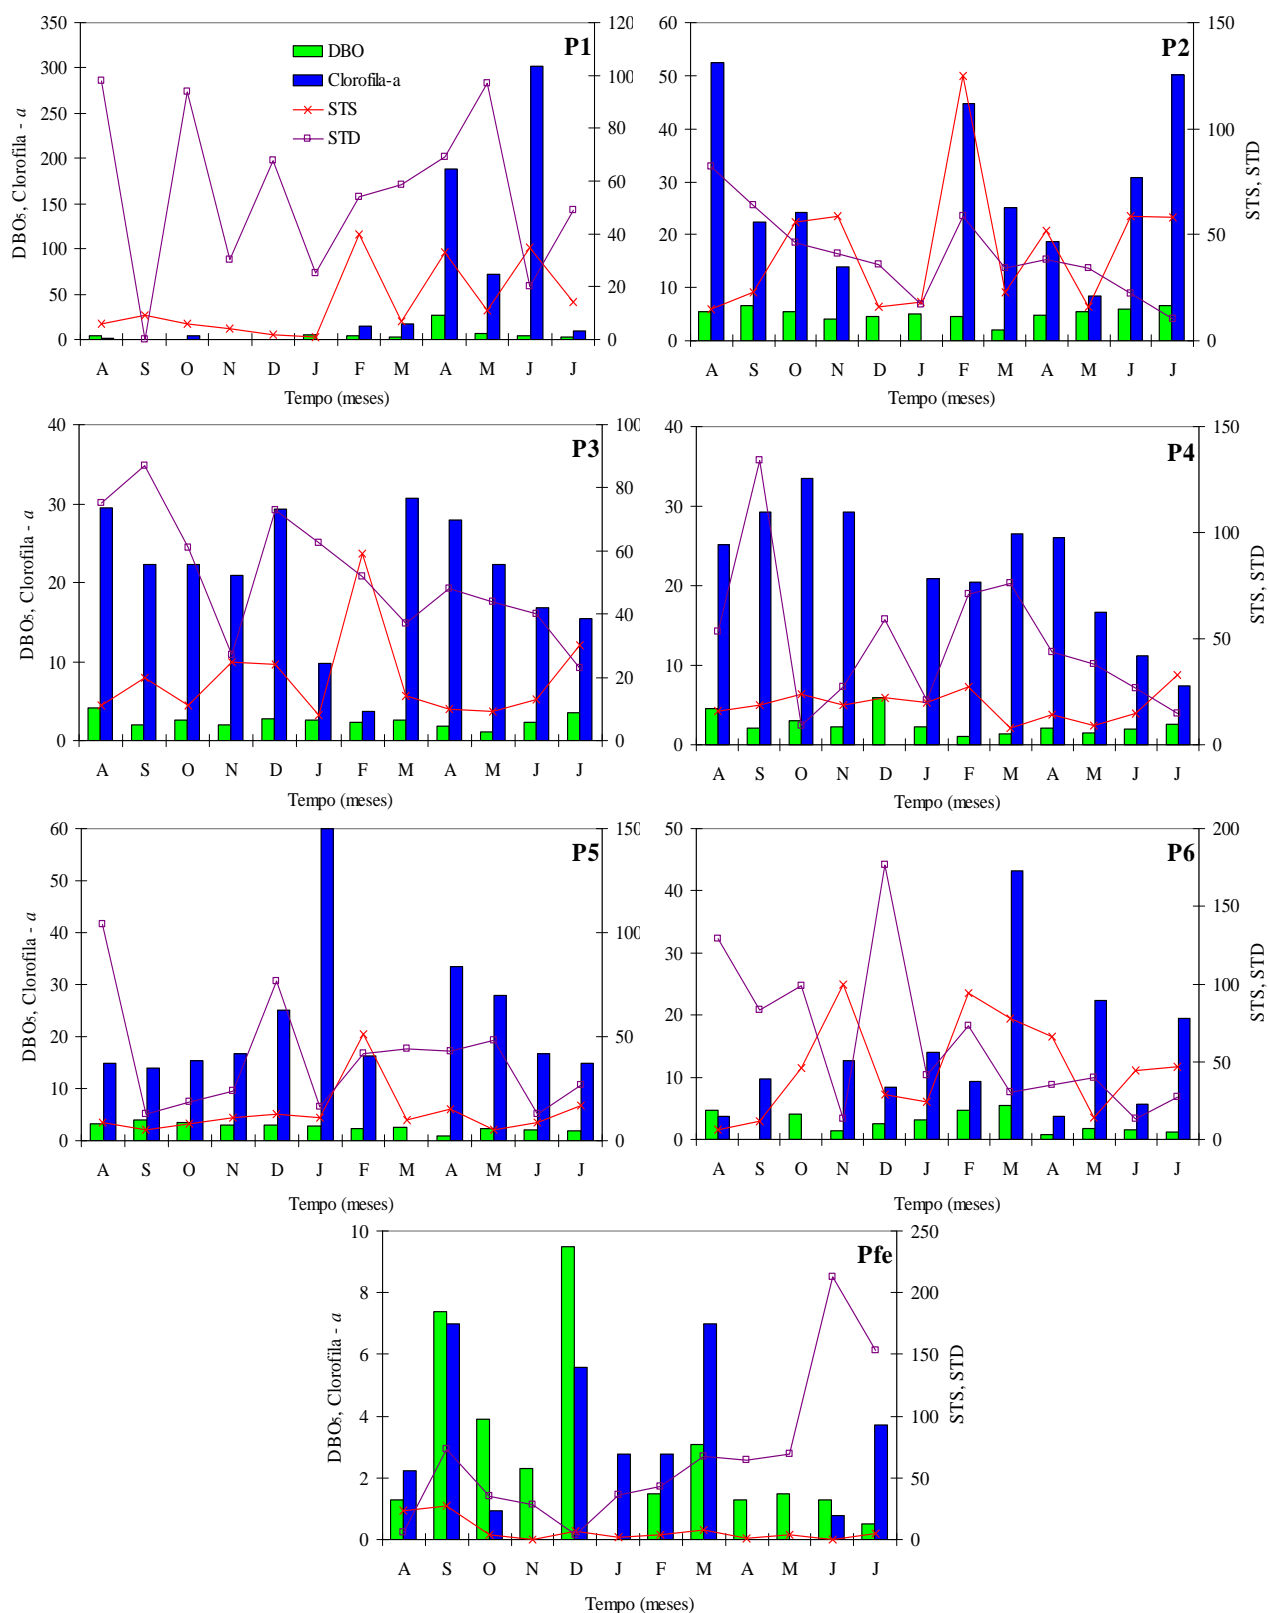 P1
DBO
Clorofila-a
STS
STD
350
300
250
200
150
100
50
0
120
100
80
60
40
20
0
DBO5, Clorofila - a
A S O N D J F M A M J J
Tempo (meses)
P2
60
50
40
30
20
10
0
150
100
50
0
STS, STD
A S O N D J F M A M J J
Tempo (meses)
P3
40
30
20
10
0
100
80
60
40
20
0
DBO5, Clorofila - a
A S O N D J F M A M J J
Tempo (meses)
P4
40
30
20
10
0
150
100
50
0
STS, STD
A S O N D J F M A M J J
Tempo (meses)
P5
60
50
40
30
20
10
0
150
100
50
0
DBO5, Clorofila - a
A S O N D J F M A M J J
Tempo (meses)
P6
50
40
30
20
10
0
200
150
100
50
0
STS, STD
A S O N D J F M A M J J
Tempo (meses)
Pfe
10
8
6
4
2
0
250
200
150
100
50
0
DBO5, Clorofila - a
STS, STD
A S O N D J F M A M J J
Tempo (meses)